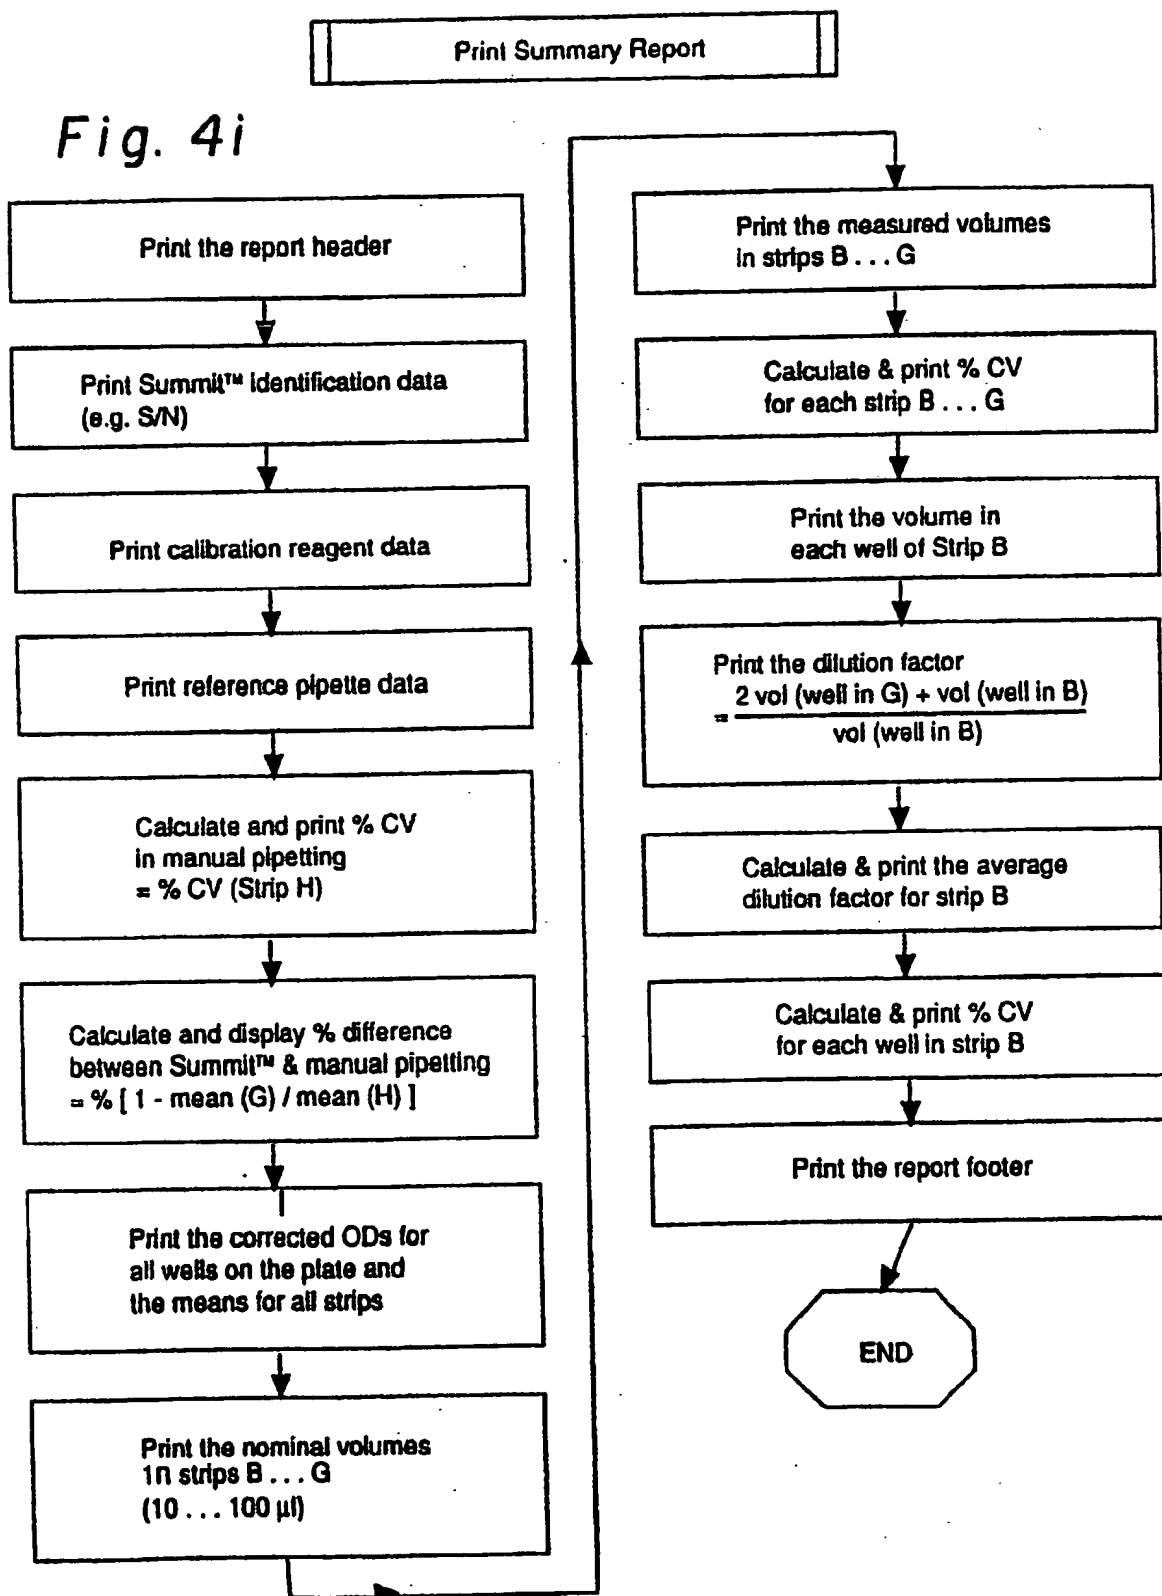 Print Summary Report
Fig. 4i
Print the report header
Print Summit™ identification data
(e.g. S/N)
Print calibration reagent data
Print reference pipette data
Calculate and print % CV
in manual pipetting
= % CV (Strip H)
Calculate and display % difference
between Summit™ & manual pipetting
= % [ 1 - mean (G) / mean (H) ]
Print the corrected ODs for
all wells on the plate and
the means for all strips
Print the nominal volumes
in strips B . . . G
(10 . . . 100 µl)
Print the measured volumes
in strips B . . . G
Calculate & print % CV
for each strip B . . . G
Print the volume in
each well of Strip B
Print the dilution factor
= 2 vol (well in G) + vol (well in B)
vol (well in B)
Calculate & print the average
dilution factor for strip B
Calculate & print % CV
for each well in strip B
Print the report footer
END